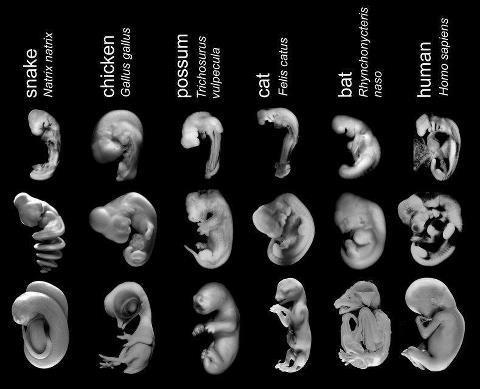 snake
Natrix natrix
chicken
Gallus gallus
possum
Trichosurus
vulpecula
cat
Felis catus
bat
Rhynchonycteris
naso
human
Homo sapiens